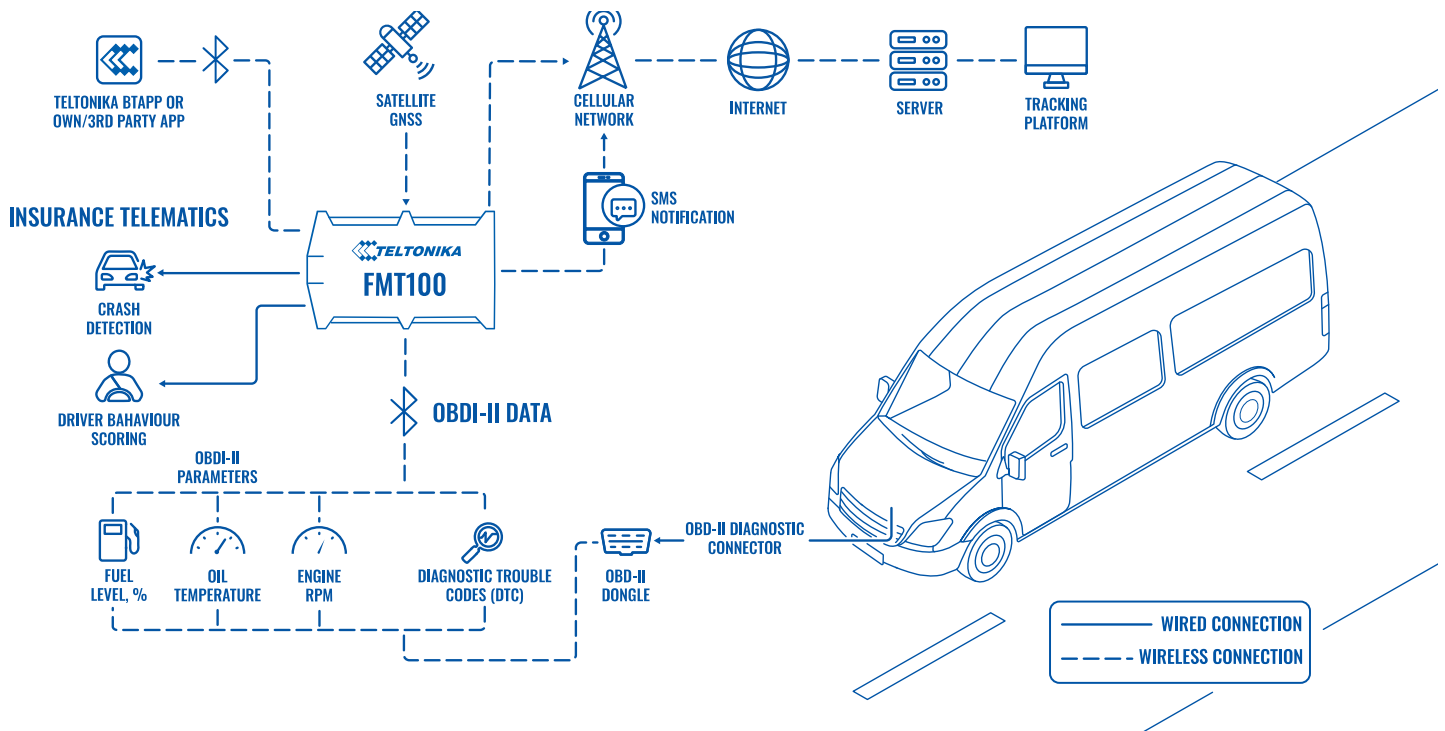 TELTONIKA BTAPP OR
OWN/3RD PARTY APP
SATELLITE
GNSS
CELLULAR
NETWORK
INTERNET
SERVER
TRACKING
PLATFORM
SMS
NOTIFICATION
INSURANCE TELEMATICS
TELTONIKA
FMT100
CRASH
DETECTION
DRIVER BAHAVIOUR
SCORING
OBDI-II DATA
OBDI-II
PARAMETERS
FUEL
LEVEL, %
OIL
TEMPERATURE
ENGINE
RPM
DIAGNOSTIC TROUBLE
CODES (DTC)
OBD-II
DONGLE
OBD-II DIAGNOSTIC
CONNECTOR
WIRED CONNECTION
WIRELESS CONNECTION